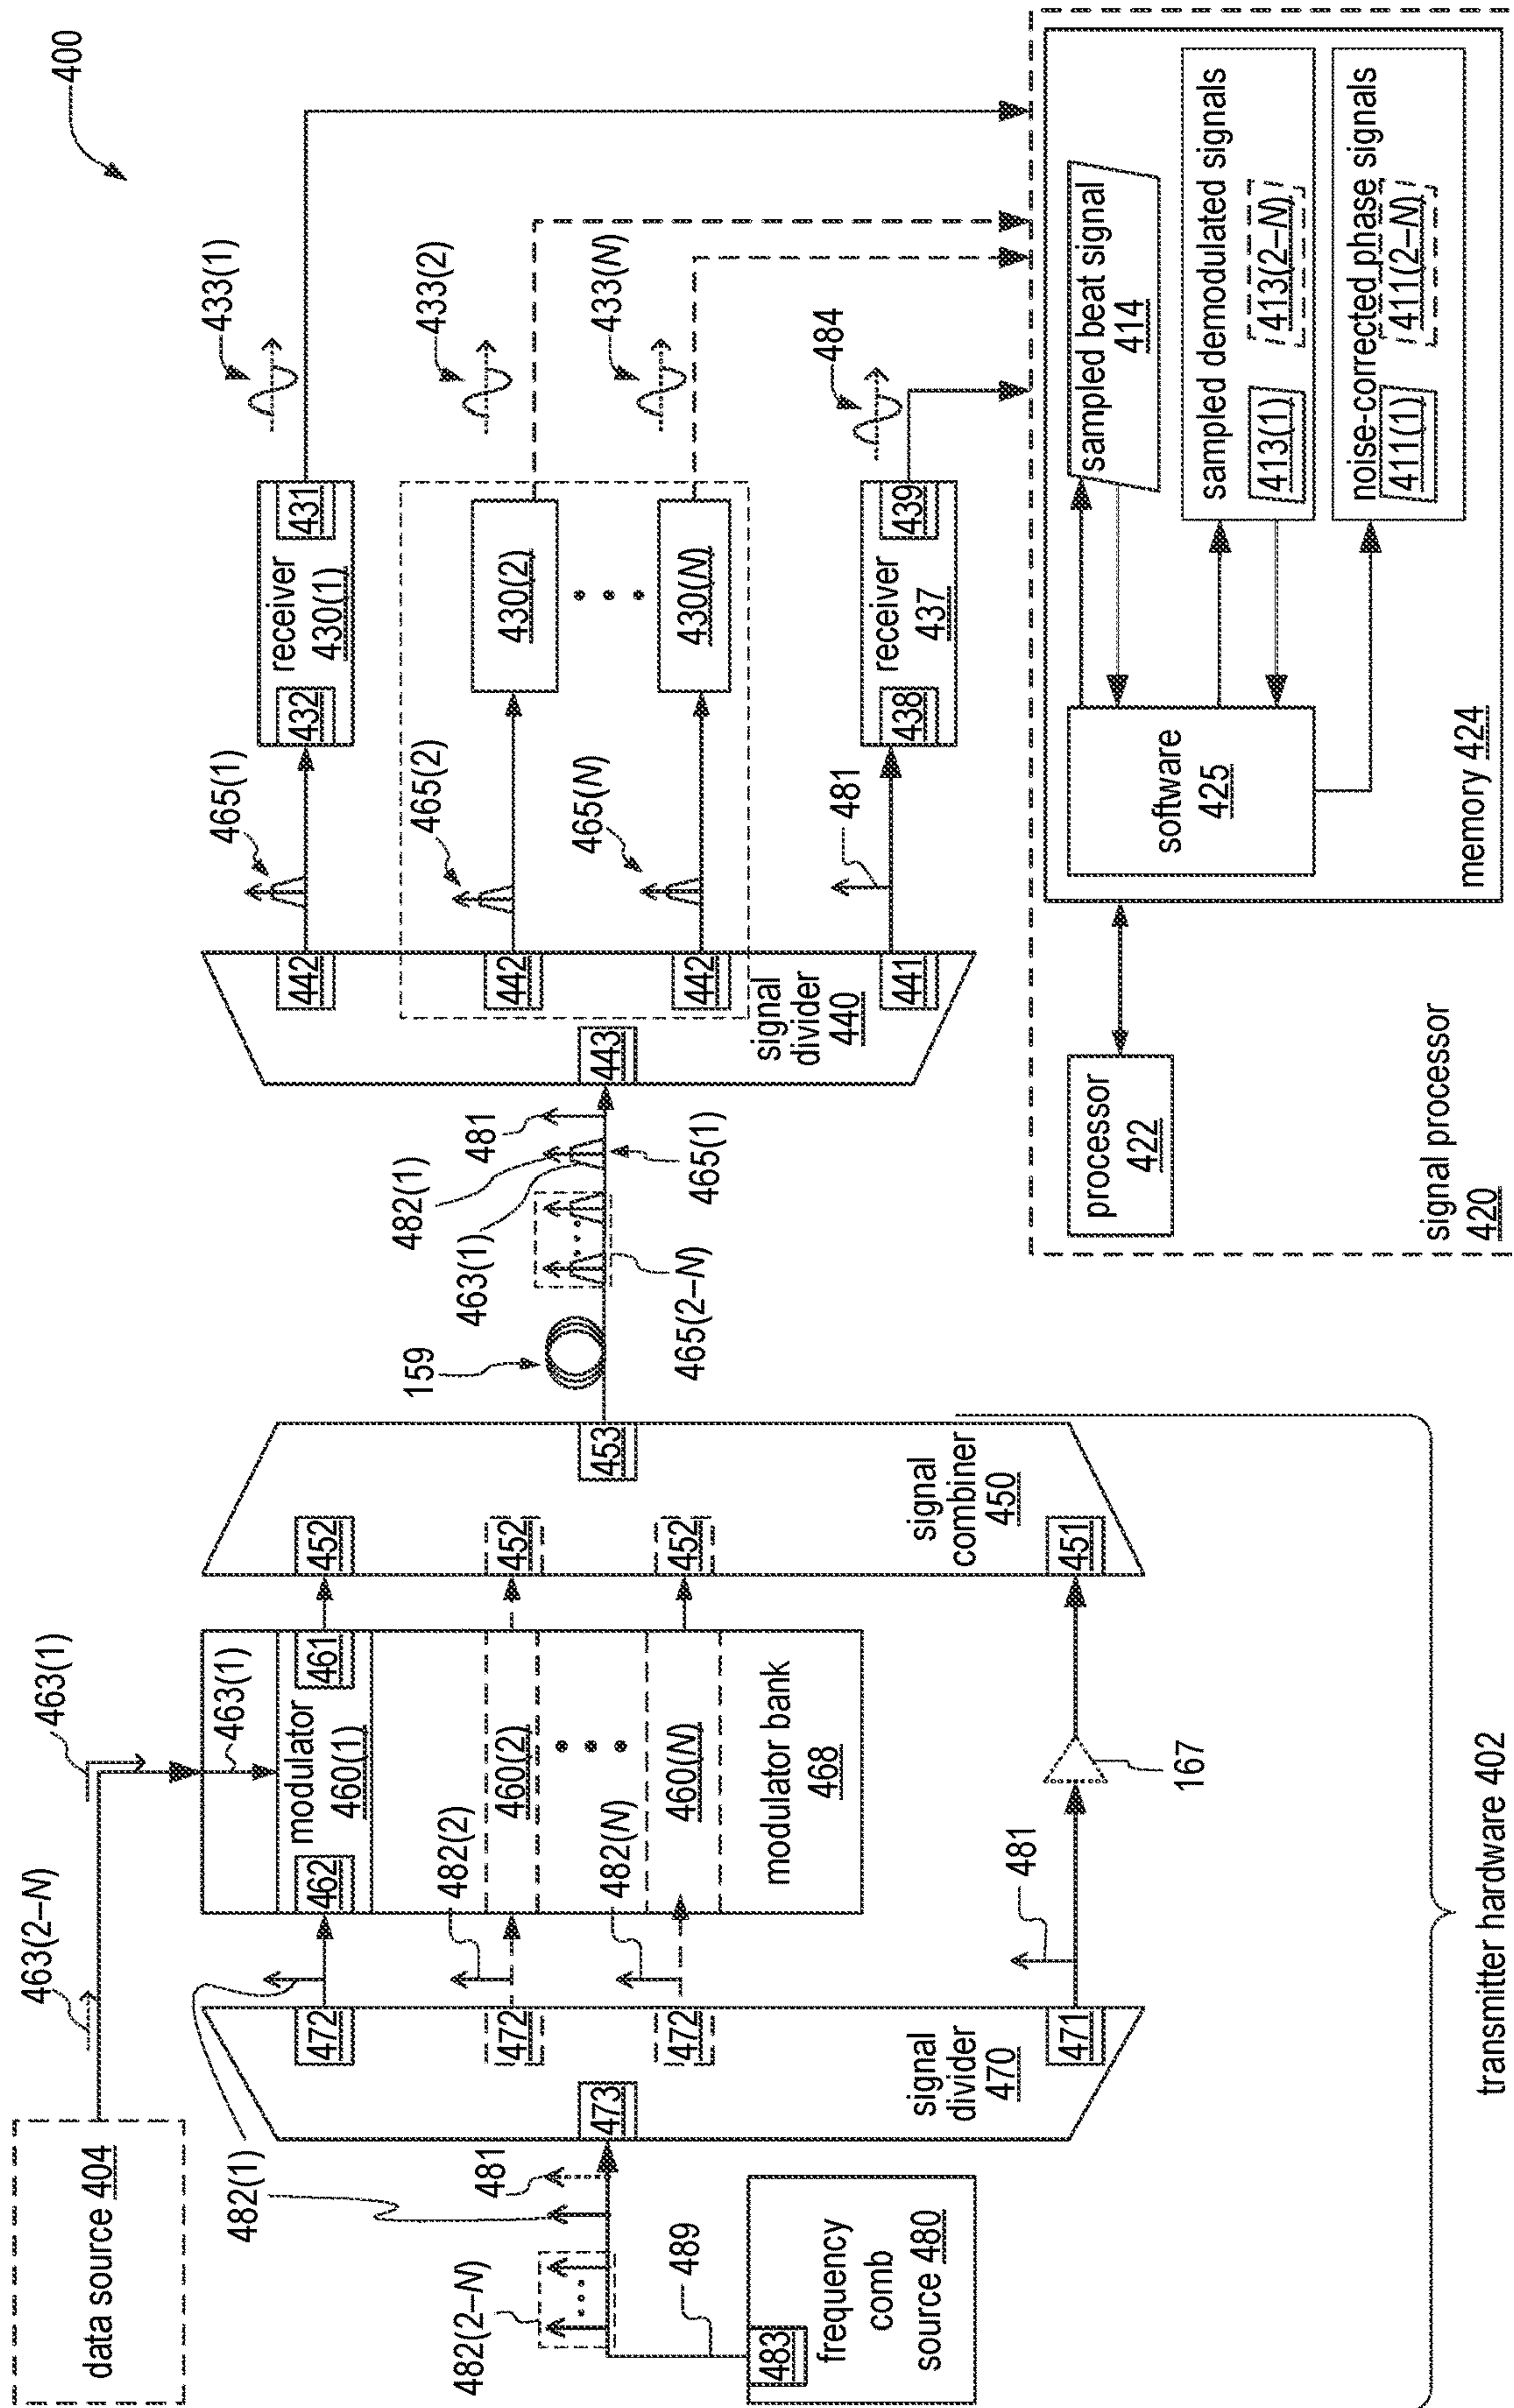 400
data source 404
463(2–N)
463(1)
463(1)
482(1)
482(2–N)
481
489
483
frequency
comb
source 480
473
472
472
472
471
signal
divider
470
482(2)
482(N)
481
462
modulator
460(1)
461
460(2)
460(N)
modulator bank
468
167
452
452
452
451
453
signal
combiner
450
transmitter hardware 402
159
465(2–N)
463(1)
482(1)
481
465(1)
443
442
442
442
441
signal
divider
440
465(1)
465(2)
465(N)
481
432
receiver
430(1)
431
430(2)
430(N)
438
receiver
437
439
433(1)
433(2)
433(N)
484
processor
422
signal processor
420
software
425
memory 424
sampled beat signal
414
sampled demodulated signals
413(1)
413(2–N)
noise-corrected phase signals
411(1)
411(2–N)